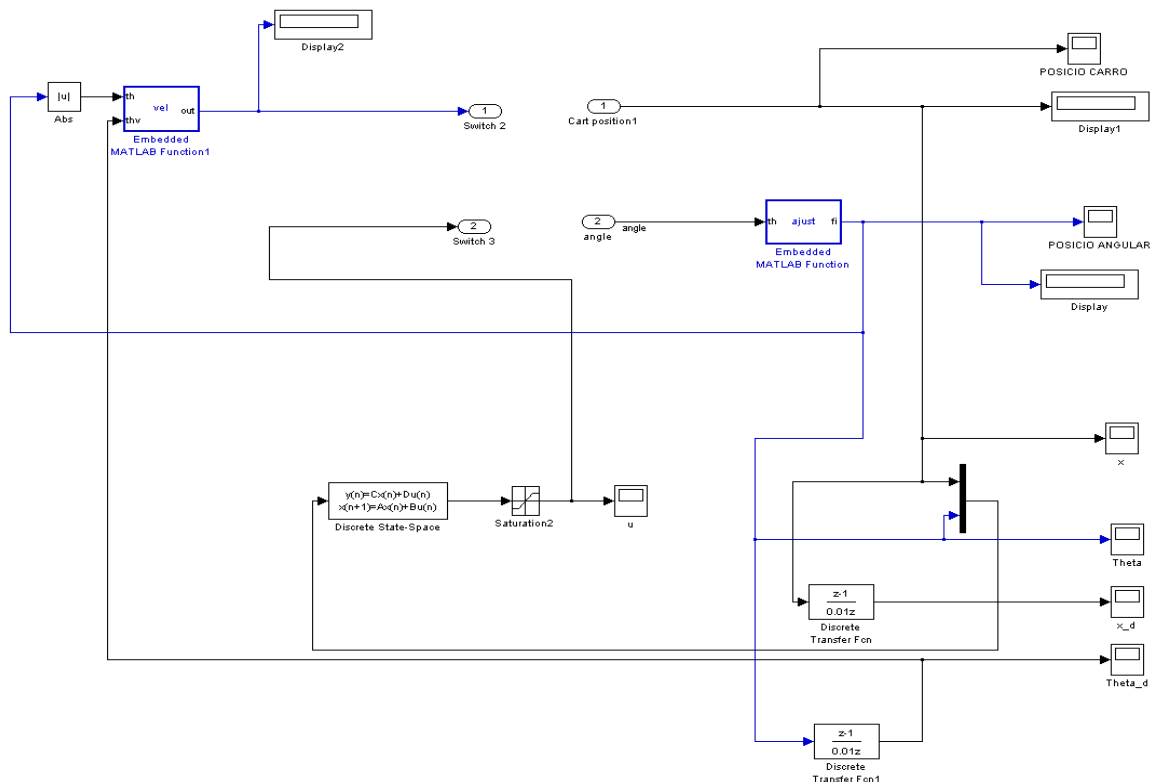 Display2
|u|
Abs
th
thv
vel
out
Embedded
MATLAB Function1
1
Switch 2
1
Cart position1
POSICIO CARRO
Display1
2
Switch 3
2
angle
angle
th
ajust
fi
Embedded
MATLAB Function
POSICIO ANGULAR
Display
x
y(n)=Cx(n)+Du(n)
x(n+1)=Ax(n)+Bu(n)
Discrete State-Space
Saturation2
u
Theta
z-1
0.01z
Discrete
Transfer Fcn
x_d
Theta_d
z-1
0.01z
Discrete
Transfer Fcn1